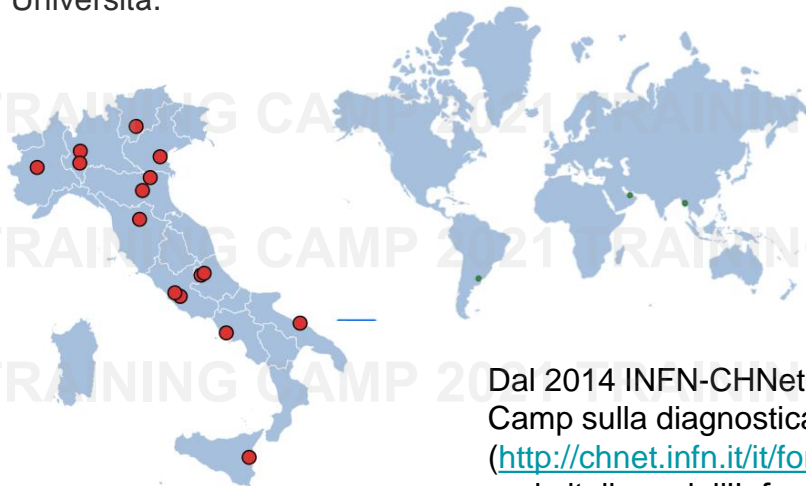 Università.
TRAINING CAMP 2021 TRAINING
TRAINING CAMP 2021 TRAINING
TRAINING CAMP 2021
Dal 2014 INFN-CHNet
Camp sulla diagnostica
(http://chnet.infn.it/it/for